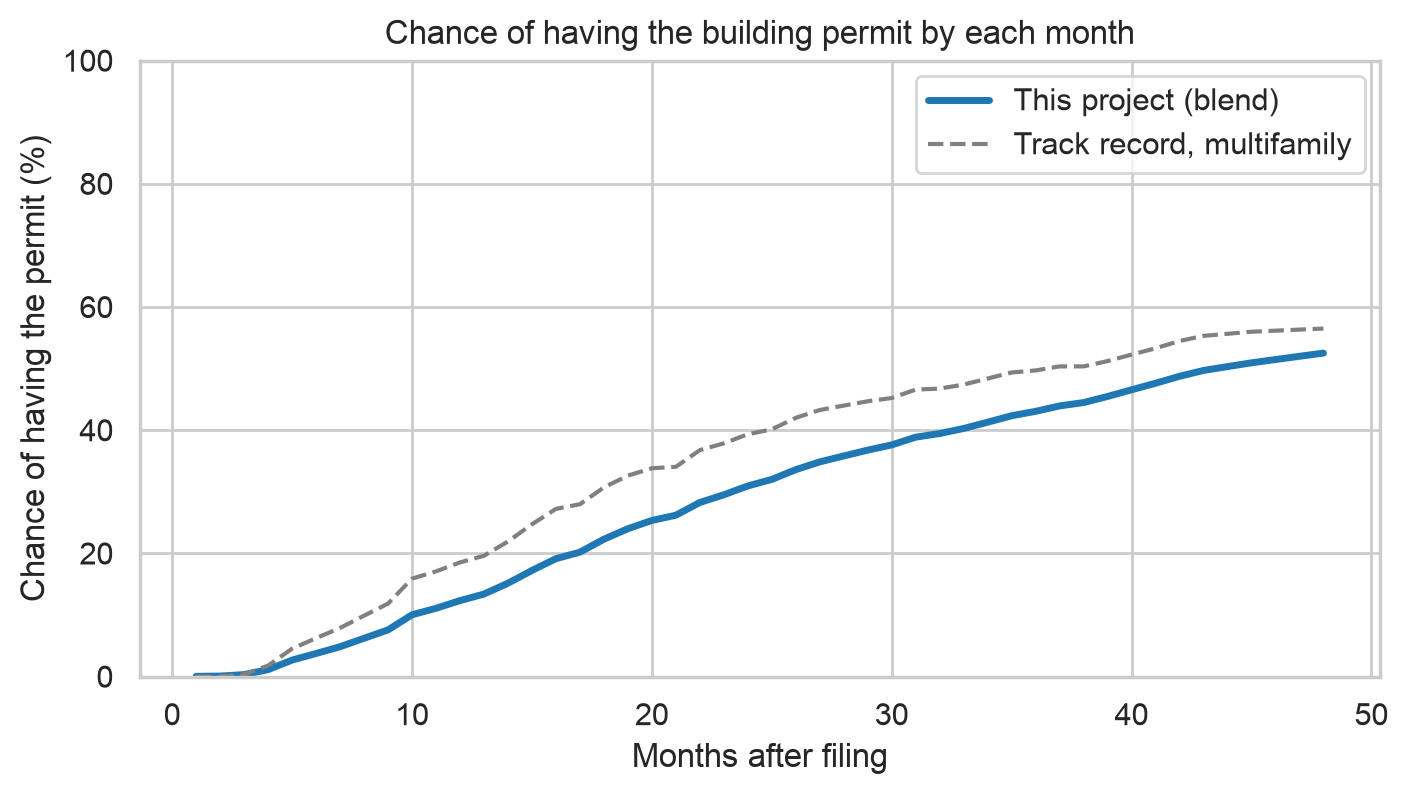 Chance of having the building permit by each month
This project (blend)
Track record, multifamily
Chance of having the permit (%)
100
80
60
40
20
0
0 10 20 30 40 50
Months after filing